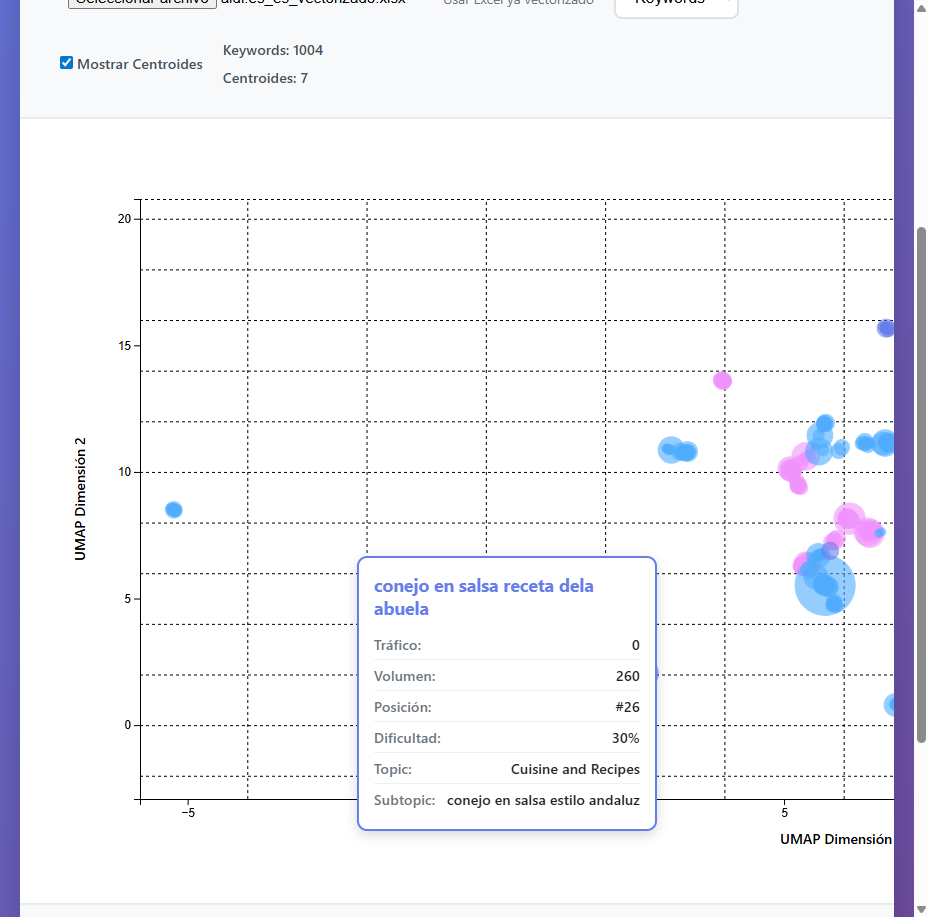 Seleccionar archivo aldi.es_es_vectorizado.xlsx Usar Excel ya vectorizado Keywords
Mostrar Centroides
Keywords: 1004
Centroides: 7
20
15
10
5
0
UMAP Dimensión 2
conejo en salsa receta dela
abuela
Tráfico: 0
Volumen: 260
Posición: #26
Dificultad: 30%
Topic: Cuisine and Recipes
Subtopic: conejo en salsa estilo andaluz
−5
5
UMAP Dimensión